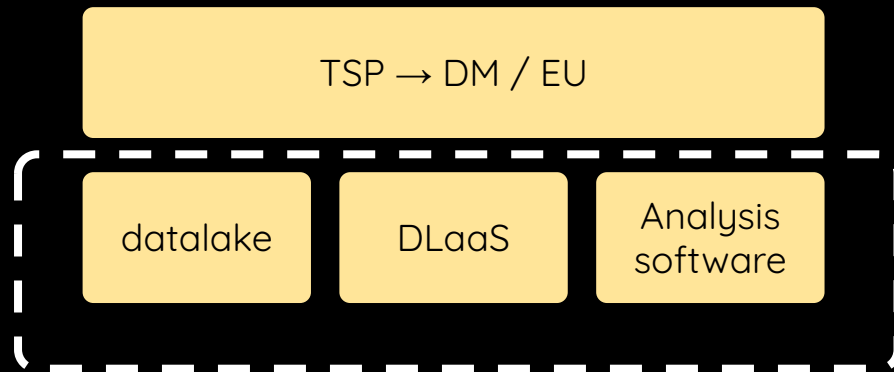 TSP → DM / EU
datalake
DLaaS
Analysis
software